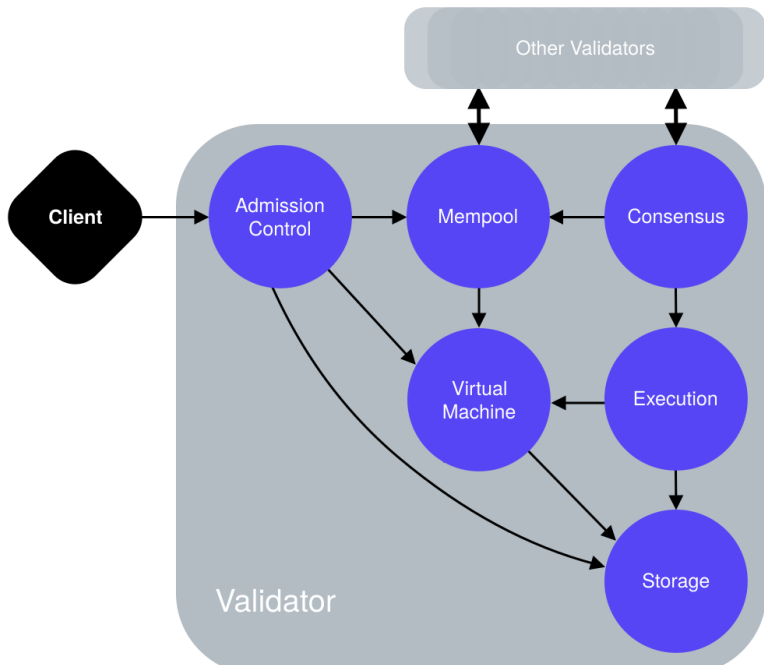 Other Validators
Client
Admission
Control
Mempool
Consensus
Virtual
Machine
Execution
Storage
Validator